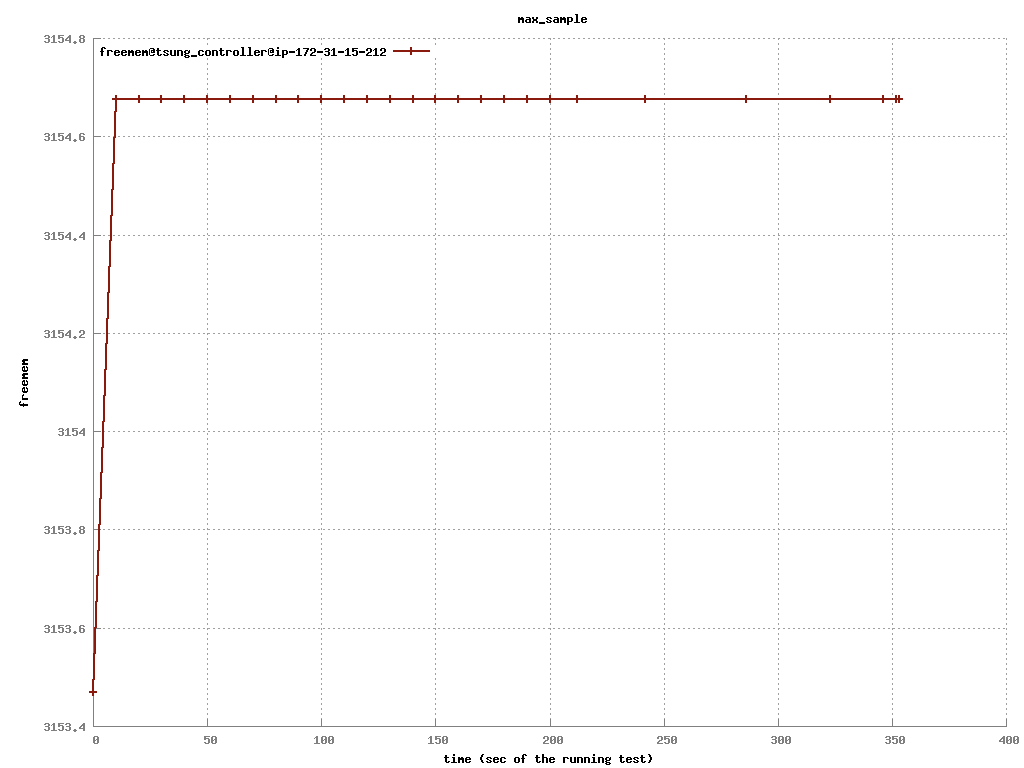 max_sample
3154.8
freemem@tsung_controller@ip-172-31-15-212
3154.6
3154.4
3154.2
freemem
3154
3153.8
3153.6
3153.4
0 50 100 150 200 250 300 350 400
time (sec of the running test)